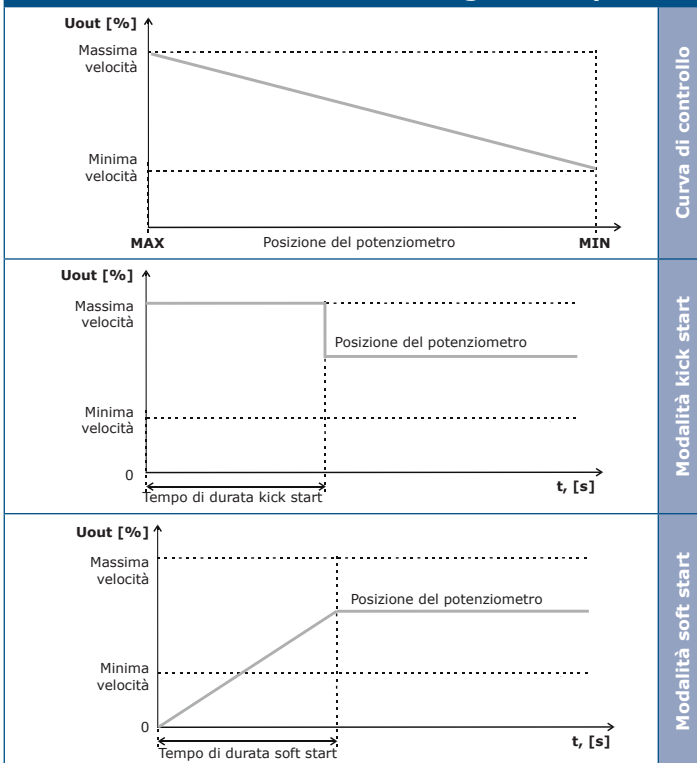 Uout [%]
Massima
velocità
Minima
velocità
MAX
Posizione del potenziometro
MIN
Curva di controllo
Uout [%]
Massima
velocità
Posizione del potenziometro
Minima
velocità
0
t, [s]
Tempo di durata kick start
Modalità kick start
Uout [%]
Massima
velocità
Posizione del potenziometro
Minima
velocità
0
t, [s]
Tempo di durata soft start
Modalità soft start